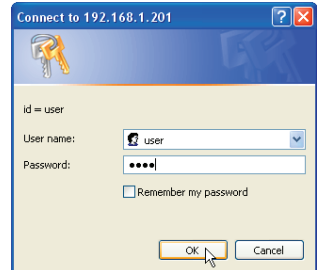 Connect to 192.168.1.201
id = user
User name: user
Password: ••••
Remember my password
OK Cancel